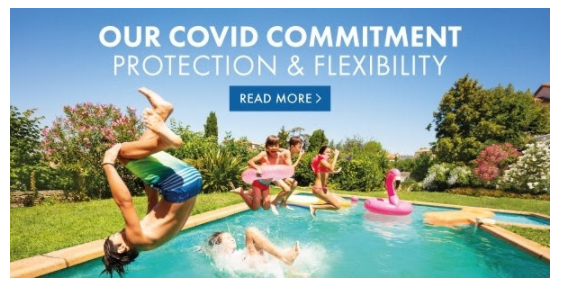 OUR COVID COMMITMENT
PROTECTION & FLEXIBILITY
READ MORE >